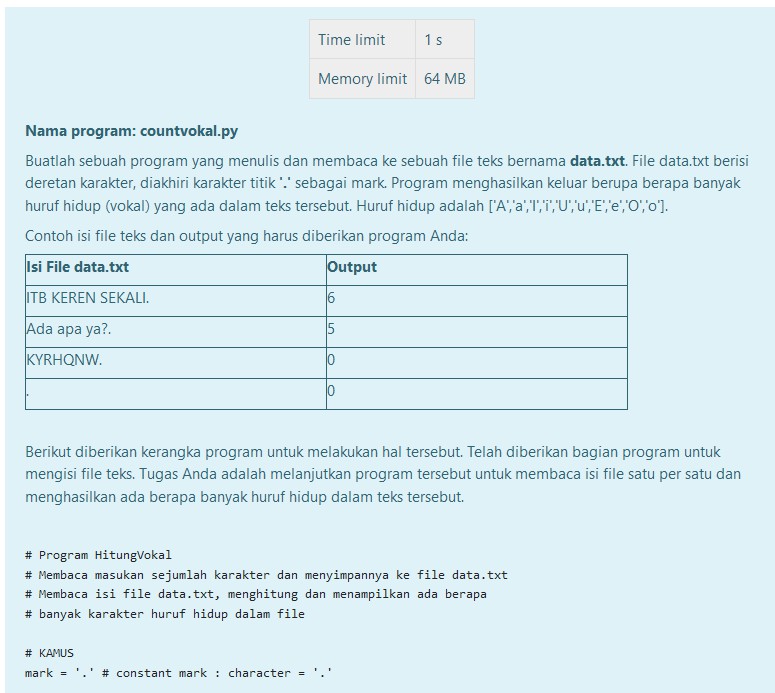 Time limit 1 s
Memory limit 64 MB
Nama program: countvokal.py
Buatlah sebuah program yang menulis dan membaca ke sebuah file teks bernama data.txt. File data.txt berisi
deretan karakter, diakhiri karakter titik '.' sebagai mark. Program menghasilkan keluar berupa berapa banyak
huruf hidup (vokal) yang ada dalam teks tersebut. Huruf hidup adalah ['A','a','I','i','U','u','E','e','O','o'].
Contoh isi file teks dan output yang harus diberikan program Anda:
Isi File data.txt Output
ITB KEREN SEKALI. 6
Ada apa ya?. 5
KYRHQNW. 0
. 0
Berikut diberikan kerangka program untuk melakukan hal tersebut. Telah diberikan bagian program untuk
mengisi file teks. Tugas Anda adalah melanjutkan program tersebut untuk membaca isi file satu per satu dan
menghasilkan ada berapa banyak huruf hidup dalam teks tersebut.
# Program HitungVokal
# Membaca masukan sejumlah karakter dan menyimpannya ke file data.txt
# Membaca isi file data.txt, menghitung dan menampilkan ada berapa
# banyak karakter huruf hidup dalam file
# KAMUS
mark = '.' # constant mark : character = '.'